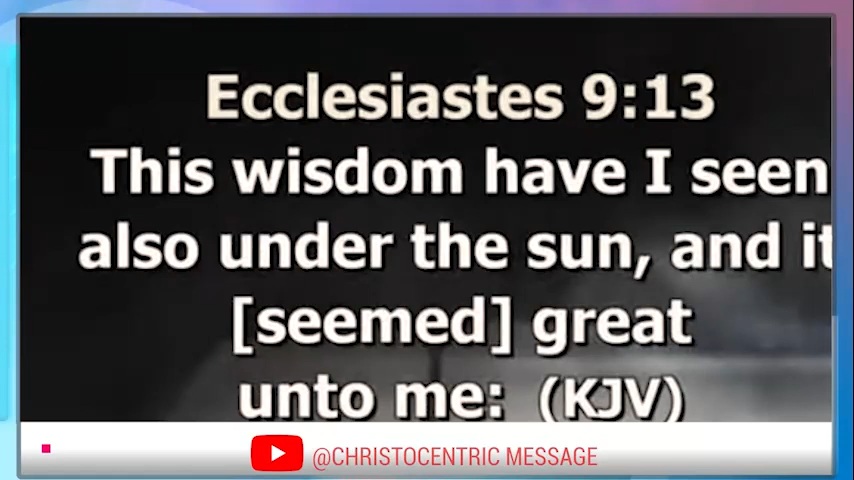 Ecclesiastes 9:13
This wisdom have I seen
also under the sun, and it
[seemed] great
unto me: (KJV)
@CHRISTOCENTRIC MESSAGE